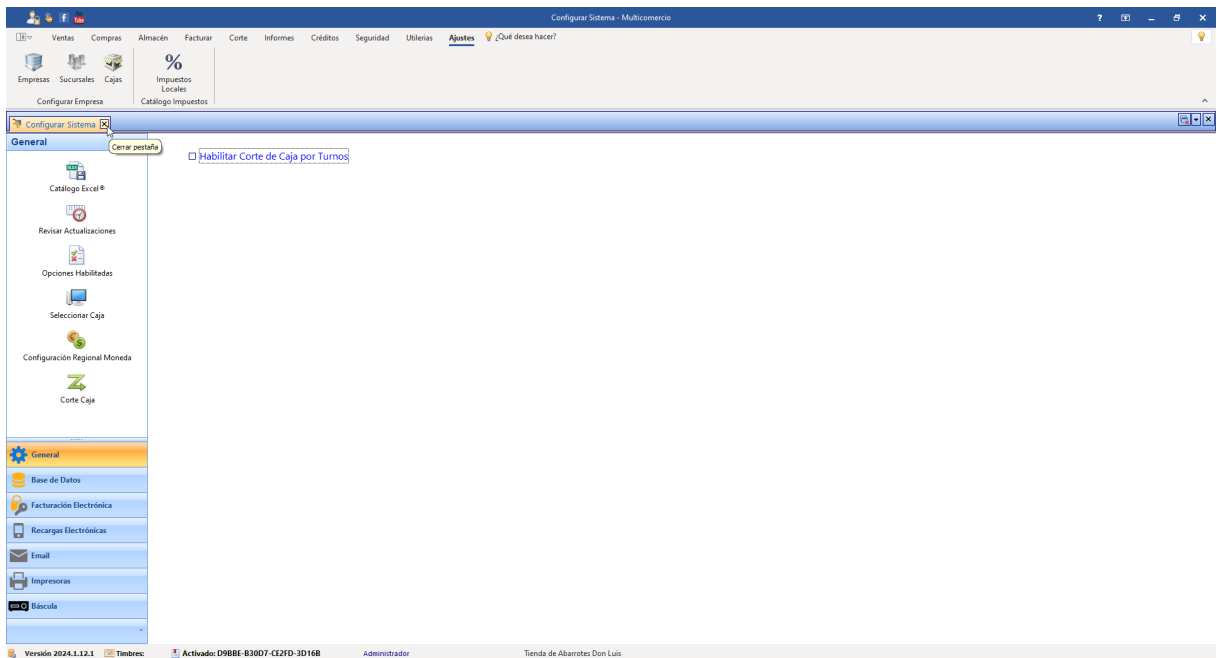 Configurar Sistema - Multicomercio
Ventas Compras Almacén Facturar Corte Informes Créditos Seguridad Utilerias Ajustes ¿Qué desea hacer?
Empresas Sucursales Cajas
Impuestos
Locales
Configurar Empresa Catálogo Impuestos
Configurar Sistema
Cerrar pestaña
General
Habilitar Corte de Caja por Turnos
Catálogo Excel®
Revisar Actualizaciones
Opciones Habilitadas
Seleccionar Caja
Configuración Regional Moneda
Corte Caja
General
Base de Datos
Facturación Electrónica
Recargas Electrónicas
Email
Impresoras
Báscula
Versión 2024.1.12.1 Timbres: Activado: D9BBE-B30D7-CE2FD-3D16B Administrador Tienda de Abarrotes Don Luis